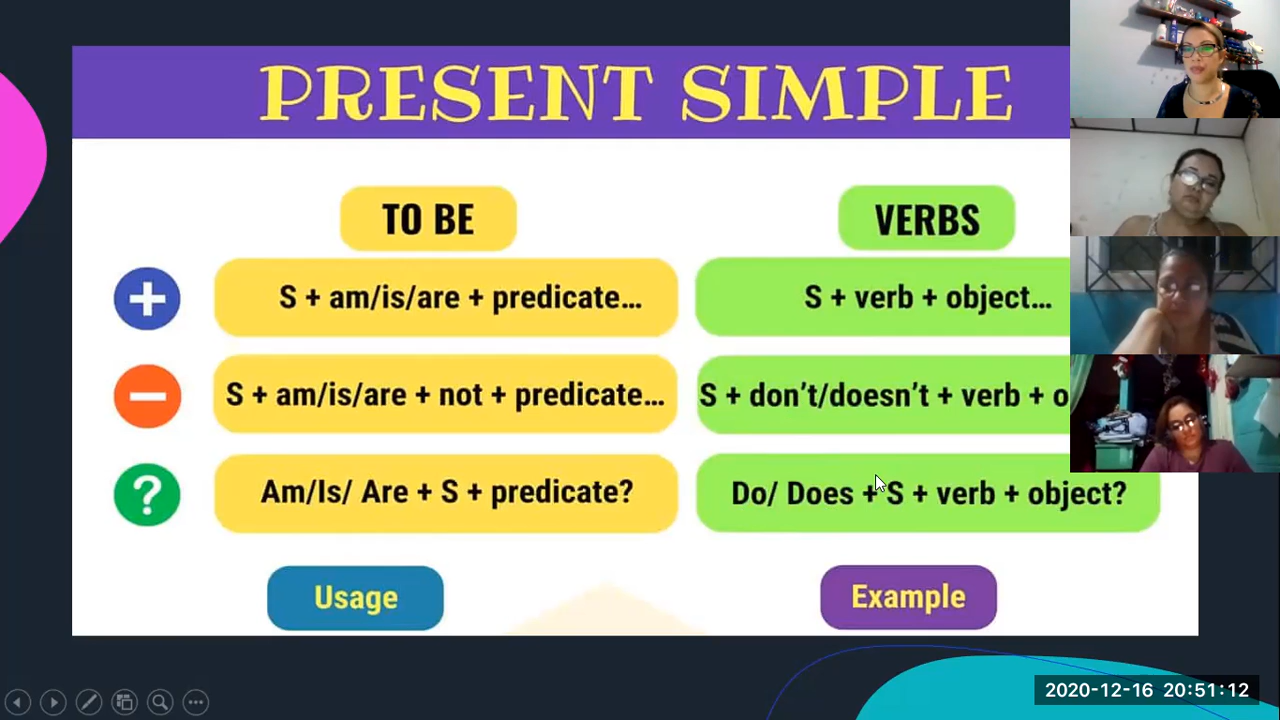 PRESENT SIMPLE
TO BE
VERBS
S + am/is/are + predicate...
S + verb + object...
S + am/is/are + not + predicate...
S + don't/doesn't + verb + o
Am/Is/ Are + S + predicate?
Do/ Does + S + verb + object?
Usage
Example
2020-12-16 20:51:12